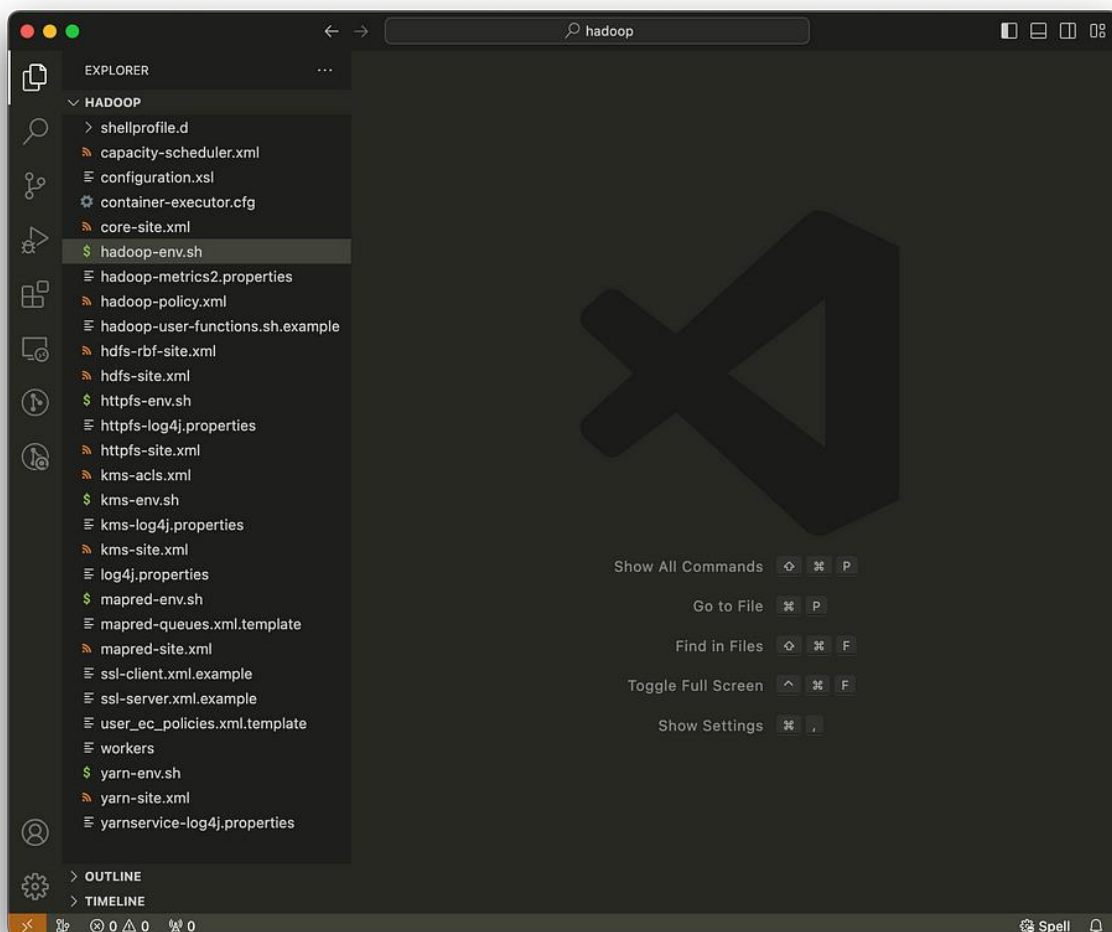 hadoop
EXPLORER
HADOOP
shellprofile.d
capacity-scheduler.xml
configuration.xsl
container-executor.cfg
core-site.xml
$ hadoop-env.sh
hadoop-metrics2.properties
hadoop-policy.xml
hadoop-user-functions.sh.example
hdfs-rbf-site.xml
hdfs-site.xml
$ httpfs-env.sh
httpfs-log4j.properties
httpfs-site.xml
kms-acls.xml
$ kms-env.sh
kms-log4j.properties
kms-site.xml
log4j.properties
$ mapred-env.sh
mapred-queues.xml.template
mapred-site.xml
ssl-client.xml.example
ssl-server.xml.example
user_ec_policies.xml.template
workers
$ yarn-env.sh
yarn-site.xml
yarnservice-log4j.properties
OUTLINE
TIMELINE
Show All Commands ⇧ ⌘ P
Go to File ⌘ P
Find in Files ⇧ ⌘ F
Toggle Full Screen ^ ⌘ F
Show Settings ⌘ ,
0 0 0 Spell